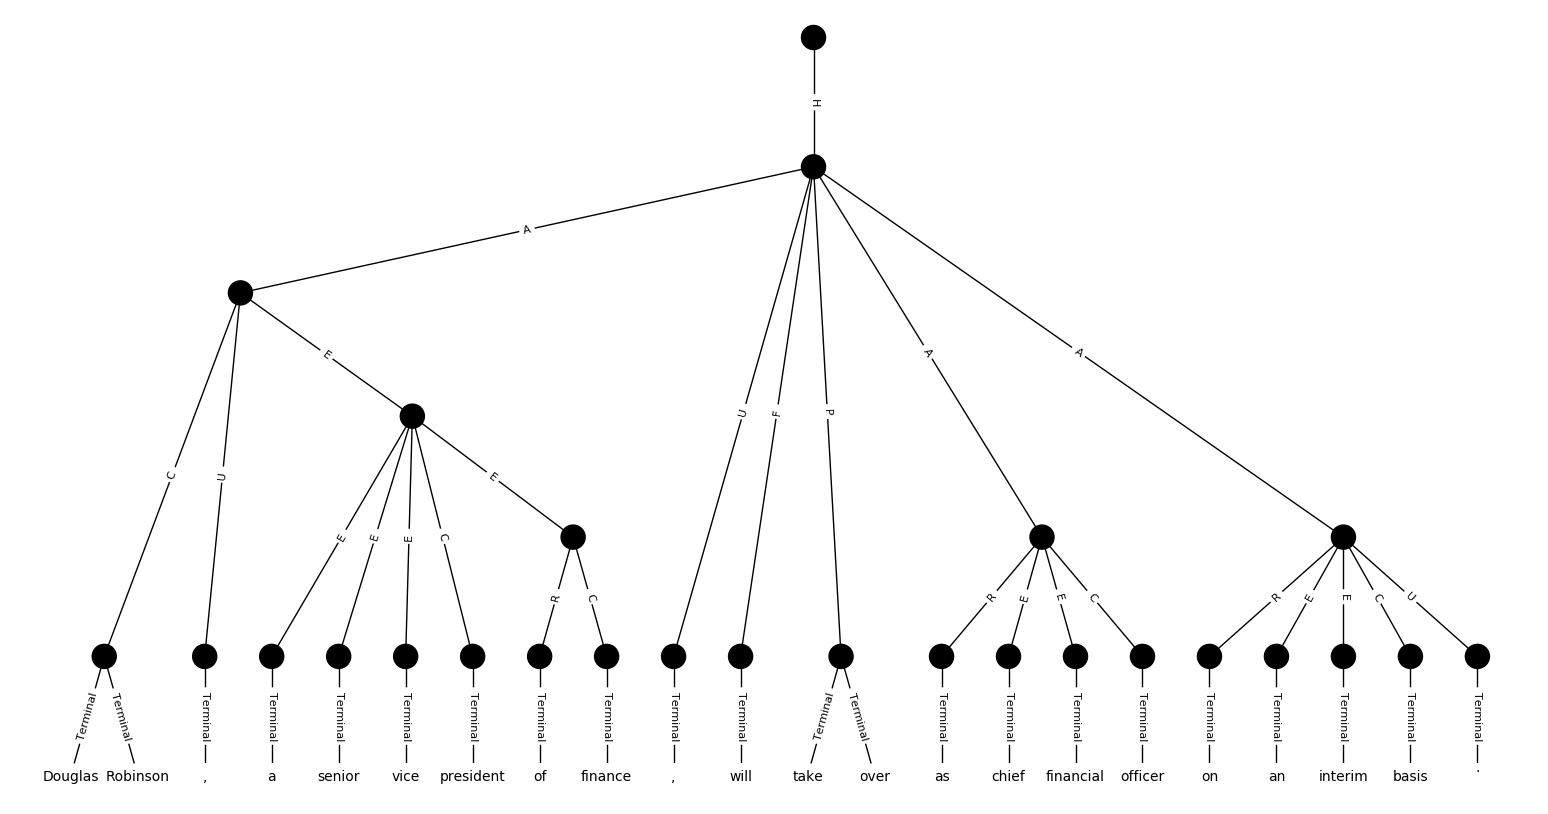 H
A
E
A
A
U
F
P
C
U
E
E
E
E
C
R
C
R
E
E
C
R
E
E
C
U
Terminal Terminal Terminal Terminal Terminal Terminal Terminal Terminal Terminal Terminal Terminal Terminal Terminal Terminal Terminal Terminal Terminal Terminal Terminal Terminal Terminal Terminal
Douglas Robinson , a senior vice president of finance , will take over as chief financial officer on an interim basis .